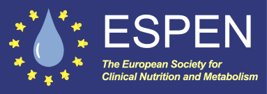 ESPEN
The European Society for
Clinical Nutrition and Metabolism